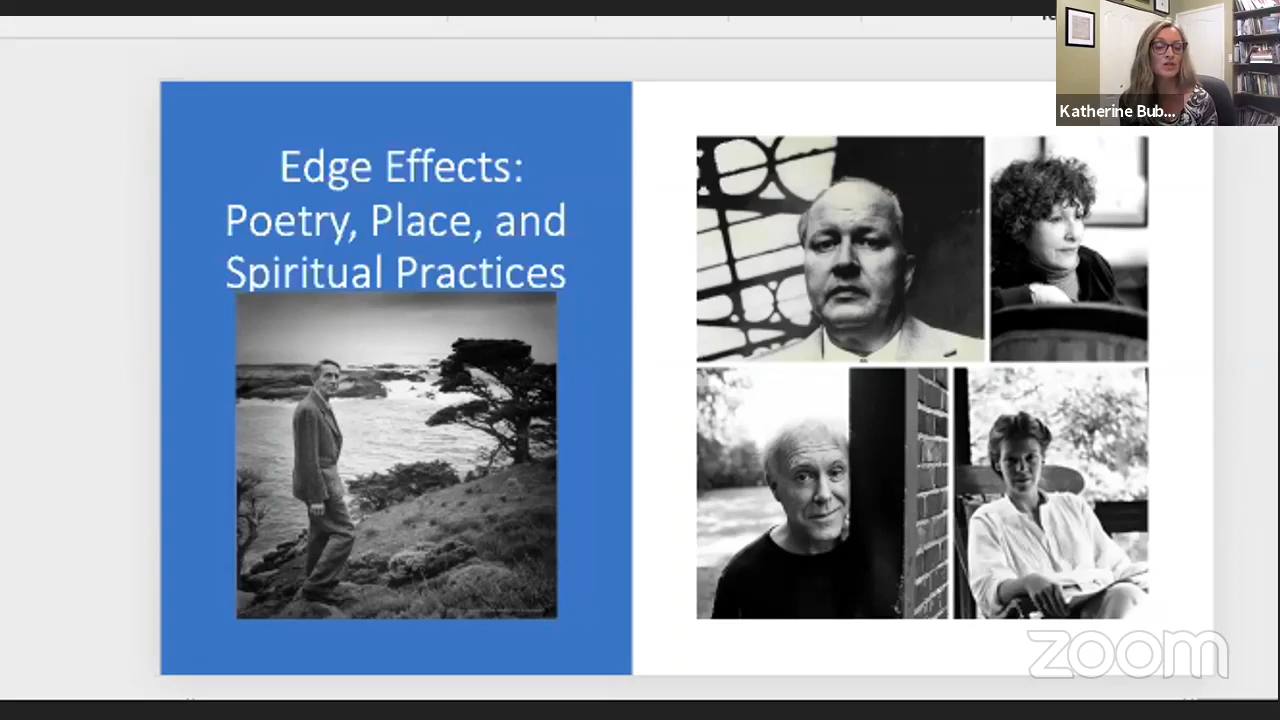 Edge Effects:
Poetry, Place, and
Spiritual Practices
Katherine Bub...
zoom